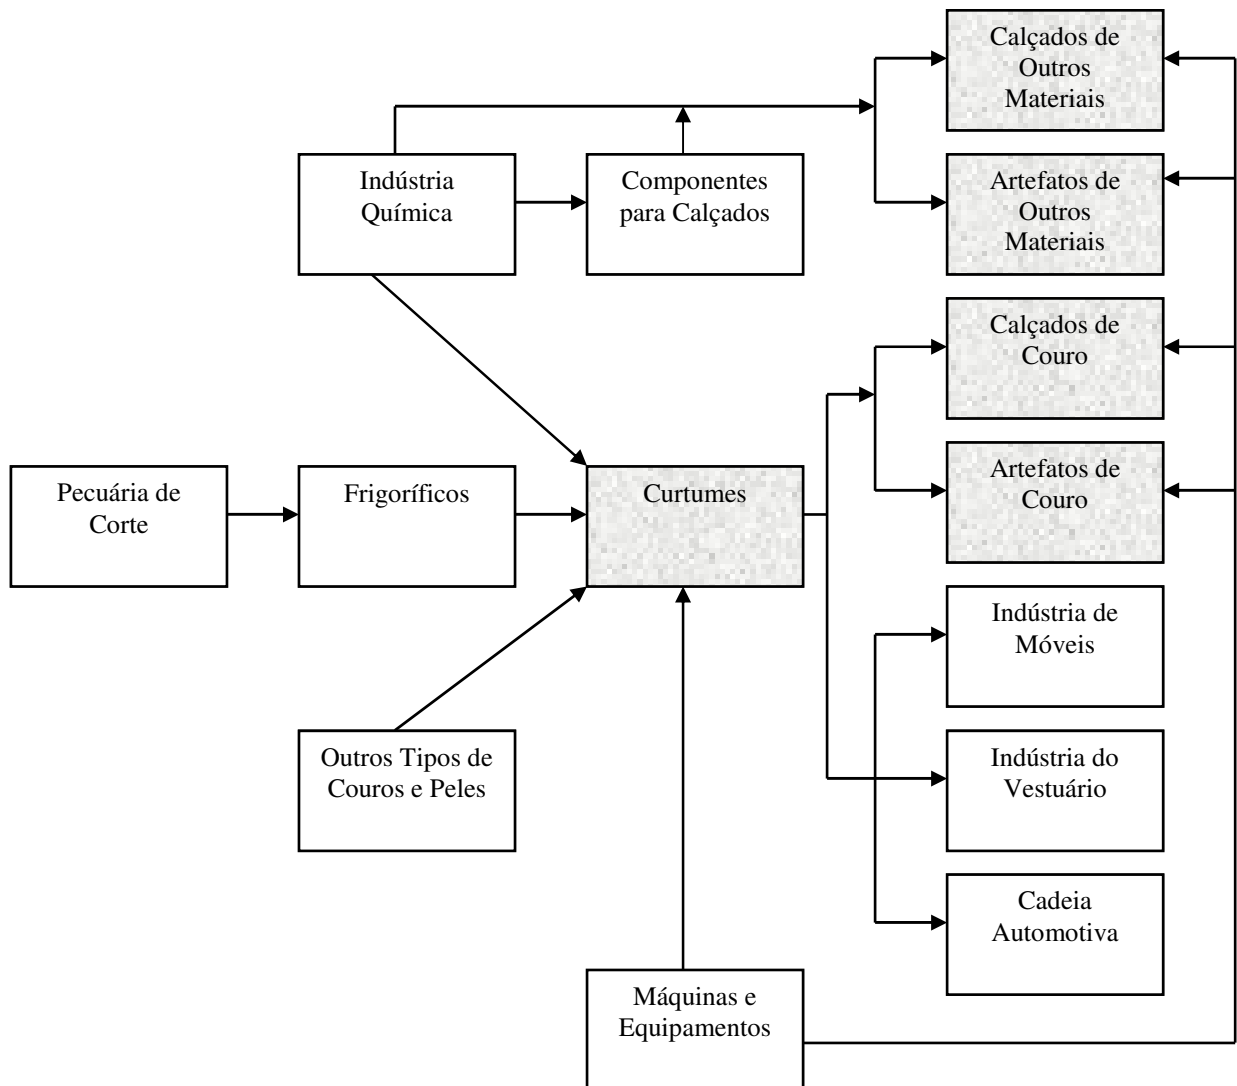 Calçados de
Outros
Materiais
Indústria
Química
Componentes
para Calçados
Artefatos de
Outros
Materiais
Calçados de
Couro
Pecuária de
Corte
Frigoríficos
Curtumes
Artefatos de
Couro
Indústria de
Móveis
Outros Tipos de
Couros e Peles
Indústria do
Vestuário
Cadeia
Automotiva
Máquinas e
Equipamentos